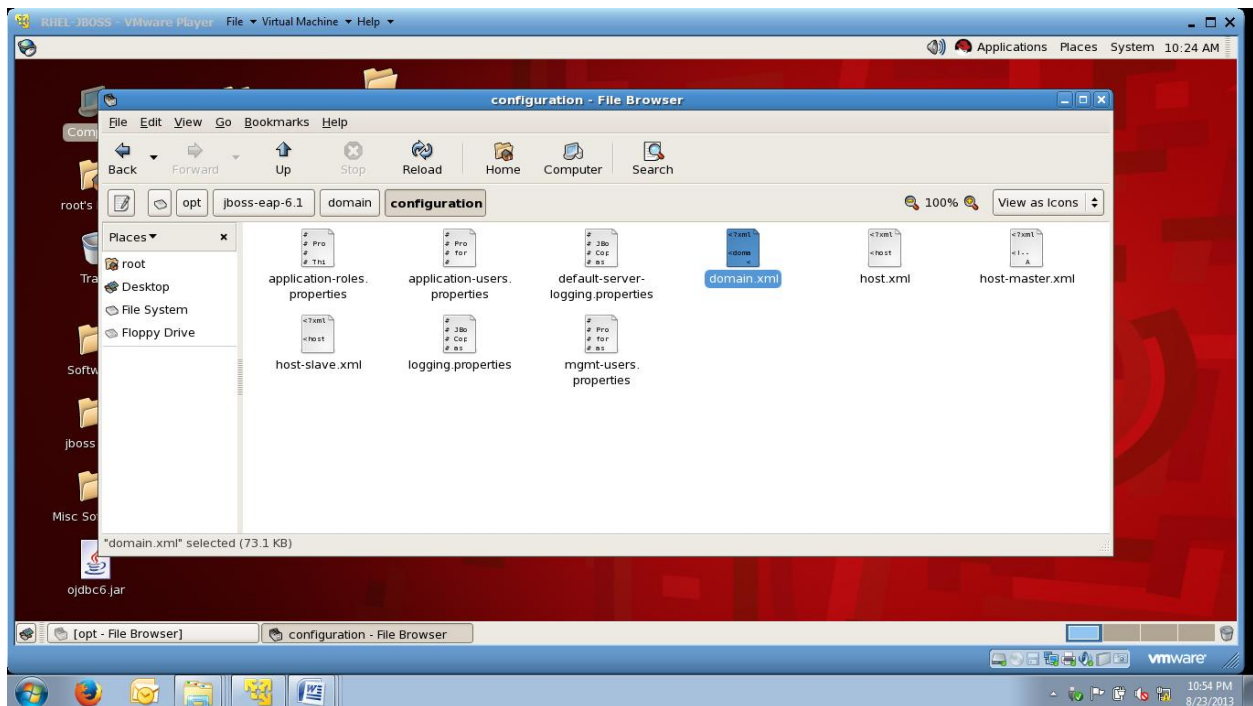 RHEL-JBOSS - VMware Player File Virtual Machine Help
Applications Places System 10:24 AM
configuration - File Browser
File Edit View Go Bookmarks Help
Back Forward Up Stop Reload Home Computer Search
opt jboss-eap-6.1 domain configuration 100% View as Icons
Places
root
Desktop
File System
Floppy Drive
application-roles.
properties
application-users.
properties
default-server-
logging.properties
domain.xml
host.xml
host-master.xml
host-slave.xml
logging.properties
mgmt-users.
properties
"domain.xml" selected (73.1 KB)
Com
root's
Tra
Softw
jboss
Misc So
ojdbc6.jar
[opt - File Browser] configuration - File Browser
vmware
10:54 PM
8/23/2013